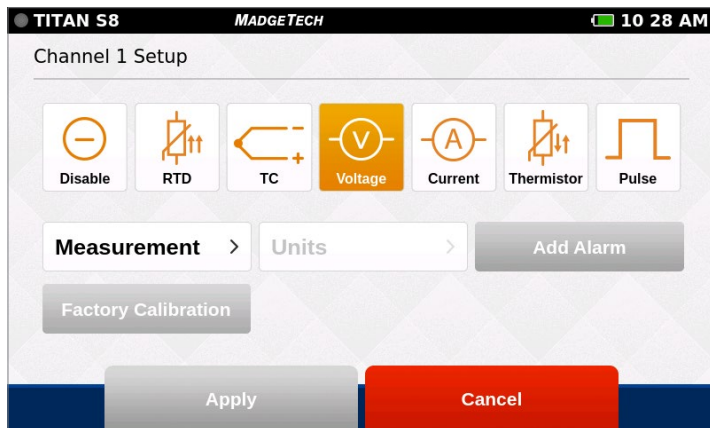 TITAN S8 MADGETECH 10 28 AM
Channel 1 Setup
V A
Disable RTD TC Voltage Current Thermistor Pulse
Measurement > Units > Add Alarm
Factory Calibration
Apply Cancel